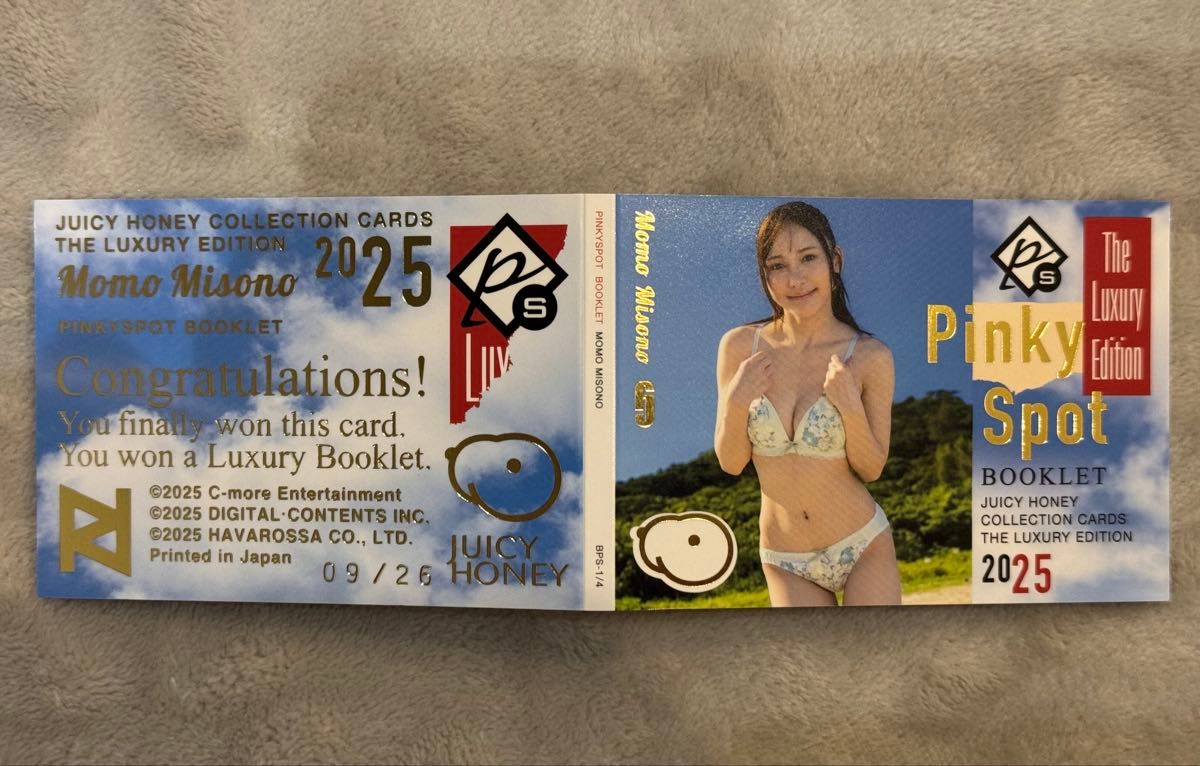 JUICY HONEY COLLECTION CARDS
THE LUXURY EDITION
2025
Momo Misono
PINKYSPOT BOOKLET
Congratulations!
You finally won this card.
You won a Luxury Booklet.
©2025 C-more Entertainment
©2025 DIGITAL·CONTENTS INC.
©2025 HAVAROSSA CO., LTD.
Printed in Japan
09/26
P S
Lux
JUICY
HONEY
PINKYSPOT BOOKLET MOMO MISONO
BPS-1/4
Momo Misono
P S
The
Luxury
Edition
Pinky
Spot
BOOKLET
JUICY HONEY
COLLECTION CARDS
THE LUXURY EDITION
2025